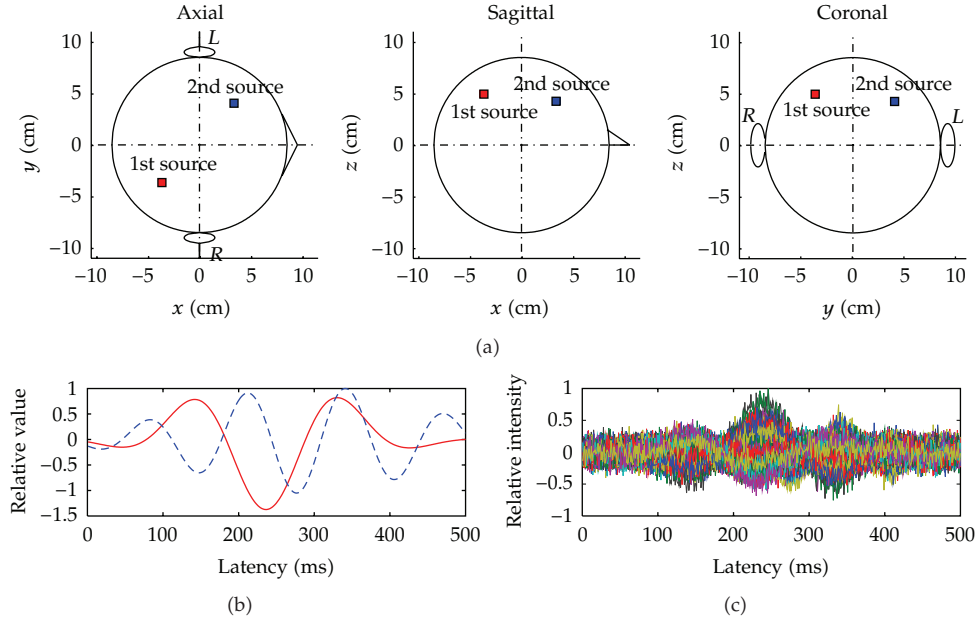 Axial
10
5
0
−5
−10
−10 −5 0 5 10
y (cm)
x (cm)
L
2nd source
1st source
R
Sagittal
10
5
0
−5
−10
−10 −5 0 5 10
z (cm)
x (cm)
2nd source
1st source
Coronal
10
5
0
−5
−10
−10 −5 0 5 10
z (cm)
y (cm)
2nd source
1st source
R
L
(a)
1
0.5
0
−0.5
−1
−1.5
0 100 200 300 400 500
Relative value
Latency (ms)
(b)
1
0.5
0
−0.5
−1
0 100 200 300 400 500
Relative intensity
Latency (ms)
(c)